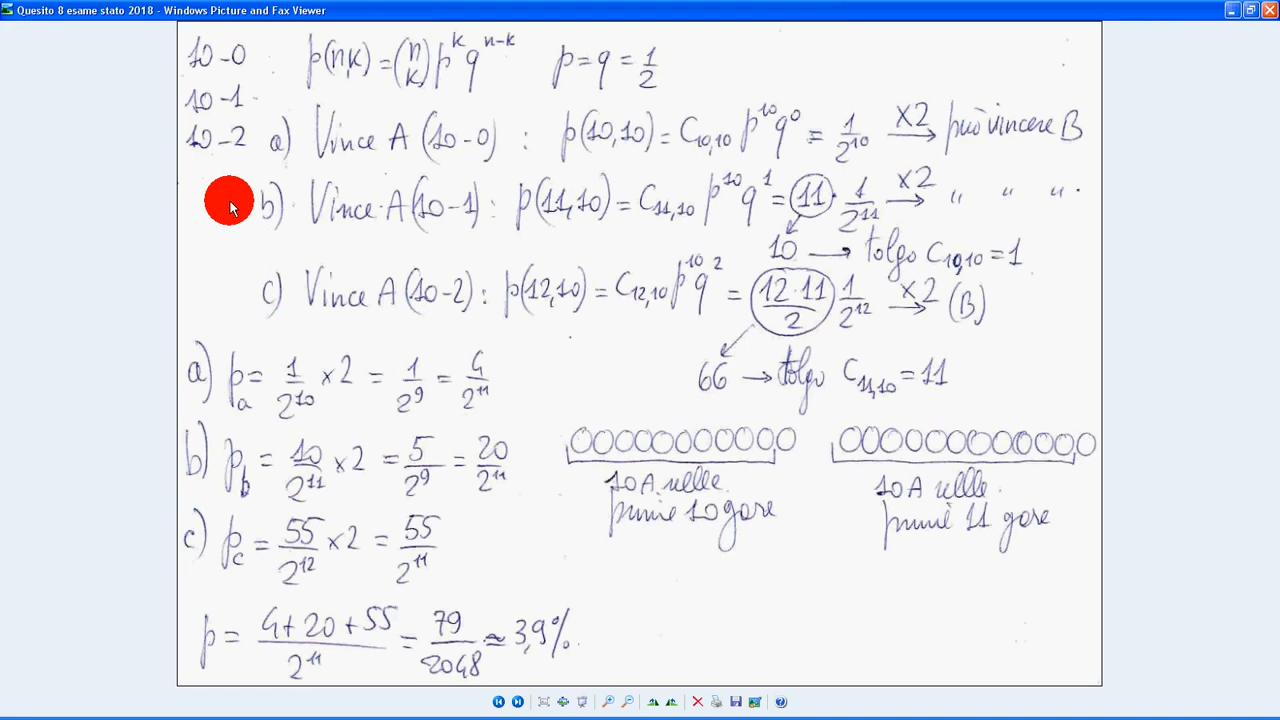 Quesito 8 esame stato 2018 - Windows Picture and Fax Viewer
10-0 p(n,k) = (n k) p^k q^n-k p = q = 1/2
10-1
10-2 a) Vince A (10-0) : p(10,10) = C10,10 p^10 q^0 = 1/2^10 x2 → può vincere B
b) Vince A (10-1) : p(11,10) = C11,10 p^10 q^1 = 11 · 1/2^11 x2 → " " "
10 → tolgo C10,10 = 1
c) Vince A (10-2) : p(12,10) = C12,10 p^10 q^2 = 12·11/2 1/2^12 x2 → (B)
66 → tolgo C11,10 = 11
a) pa = 1/2^10 x2 = 1/2^9 = 4/2^11
b) pb = 10/2^11 x2 = 5/2^9 = 20/2^11
10 A nelle
prime 10 gare
10 A nelle
prime 11 gare
c) pc = 55/2^12 x2 = 55/2^11
p = 4+20+55/2^11 = 79/2048 ≈ 3,9%